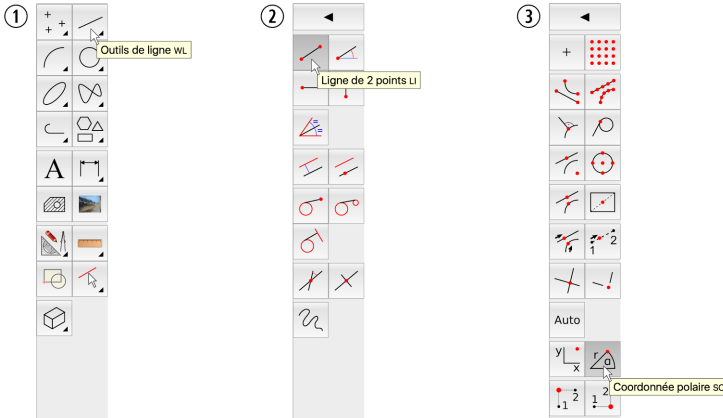 1
Outils de ligne WL
A
2
Ligne de 2 points LI
=
=
3
1 2
Auto
y x
r a
Coordonnée polaire
1 2
1 2